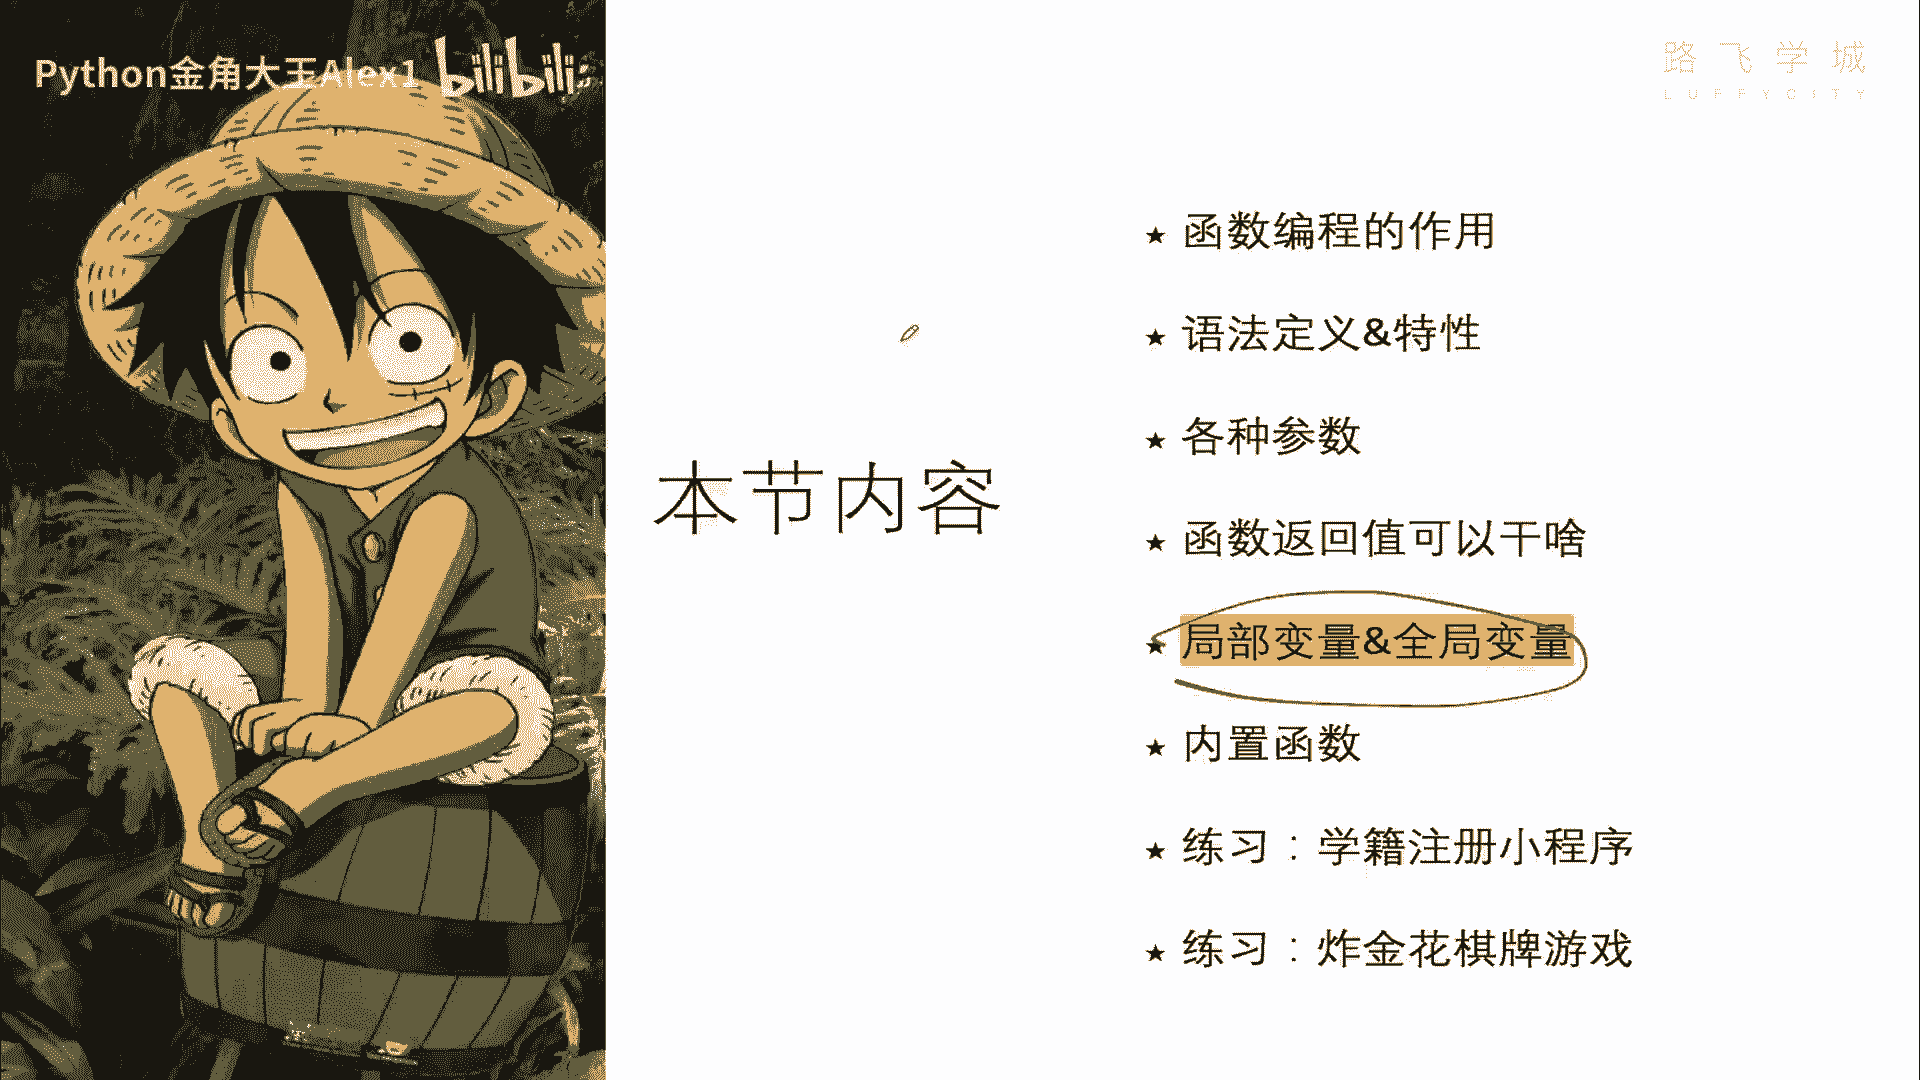 Python金角大王Alex1 bilibili
路飞学城
LUFFYCITY
本节内容
★ 函数编程的作用
★ 语法定义&特性
★ 各种参数
★ 函数返回值可以干啥
★ 局部变量&全局变量
★ 内置函数
★ 练习：学籍注册小程序
★ 练习：炸金花棋牌游戏